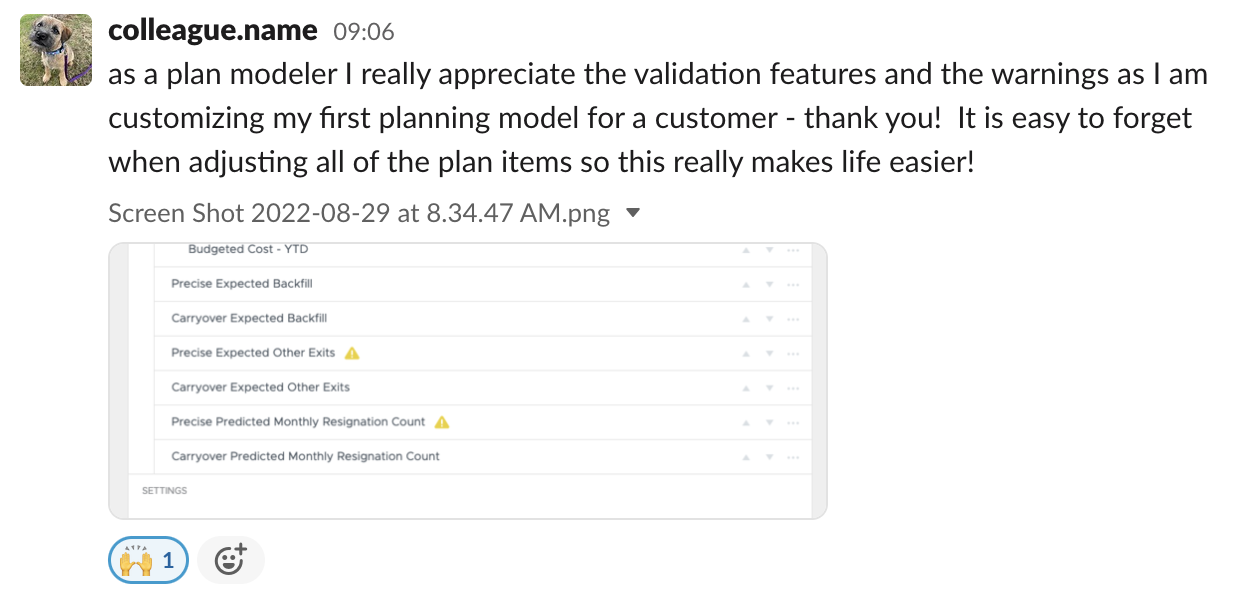 colleague.name 09:06
as a plan modeler I really appreciate the validation features and the warnings as I am
customizing my first planning model for a customer - thank you!  It is easy to forget
when adjusting all of the plan items so this really makes life easier!
Screen Shot 2022-08-29 at 8.34.47 AM.png
Budgeted Cost - YTD
Precise Expected Backfill
Carryover Expected Backfill
Precise Expected Other Exits
Carryover Expected Other Exits
Precise Predicted Monthly Resignation Count
Carryover Predicted Monthly Resignation Count
SETTINGS
1